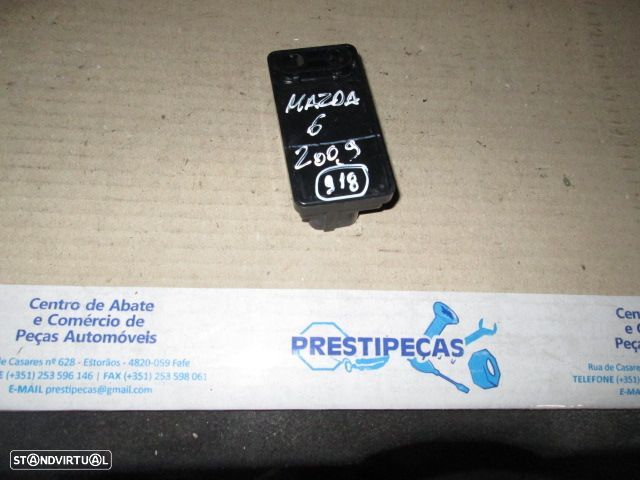 MAZDA
6
2009
918
Centro de Abate
e Comércio de
Peças Automóveis
de Casares nº 628 - Estorãos - 4820-059 Fafe
E (+351) 253 596 146 | FAX (+351) 253 598 061
E-MAIL prestipecas@gmail.com
PRESTIPEÇAS
Cen
e C
Peça
Rua de Casare
TELEFONE (+351)
E-MA
STANDVIRTUAL